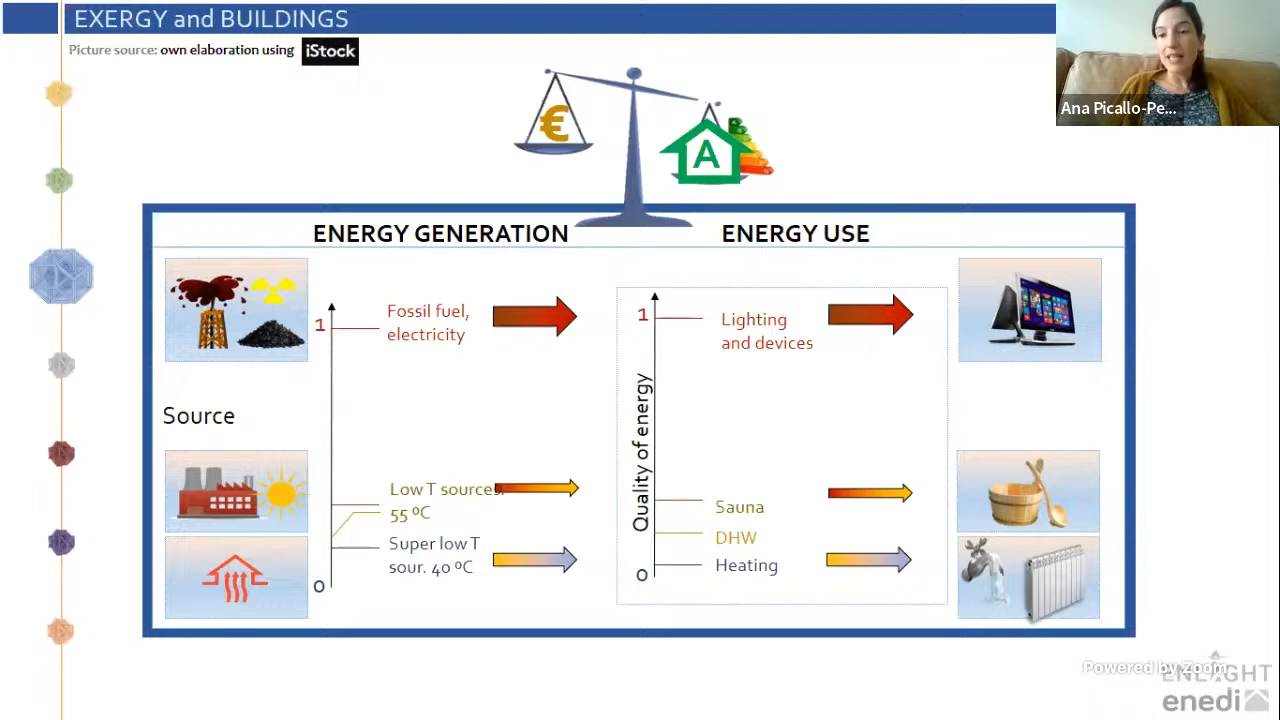 EXERGY and BUILDINGS
Picture source: own elaboration using iStock
Ana Picallo-Pe...
€
A
B
ENERGY GENERATION
ENERGY USE
1
Fossil fuel,
electricity
1
Lighting
and devices
Source
Quality of energy
Low T sources.
55 ºC
Sauna
DHW
Super low T
sour. 40 ºC
Heating
0
0
Powered by Zoom
ENLIGHT
enedi